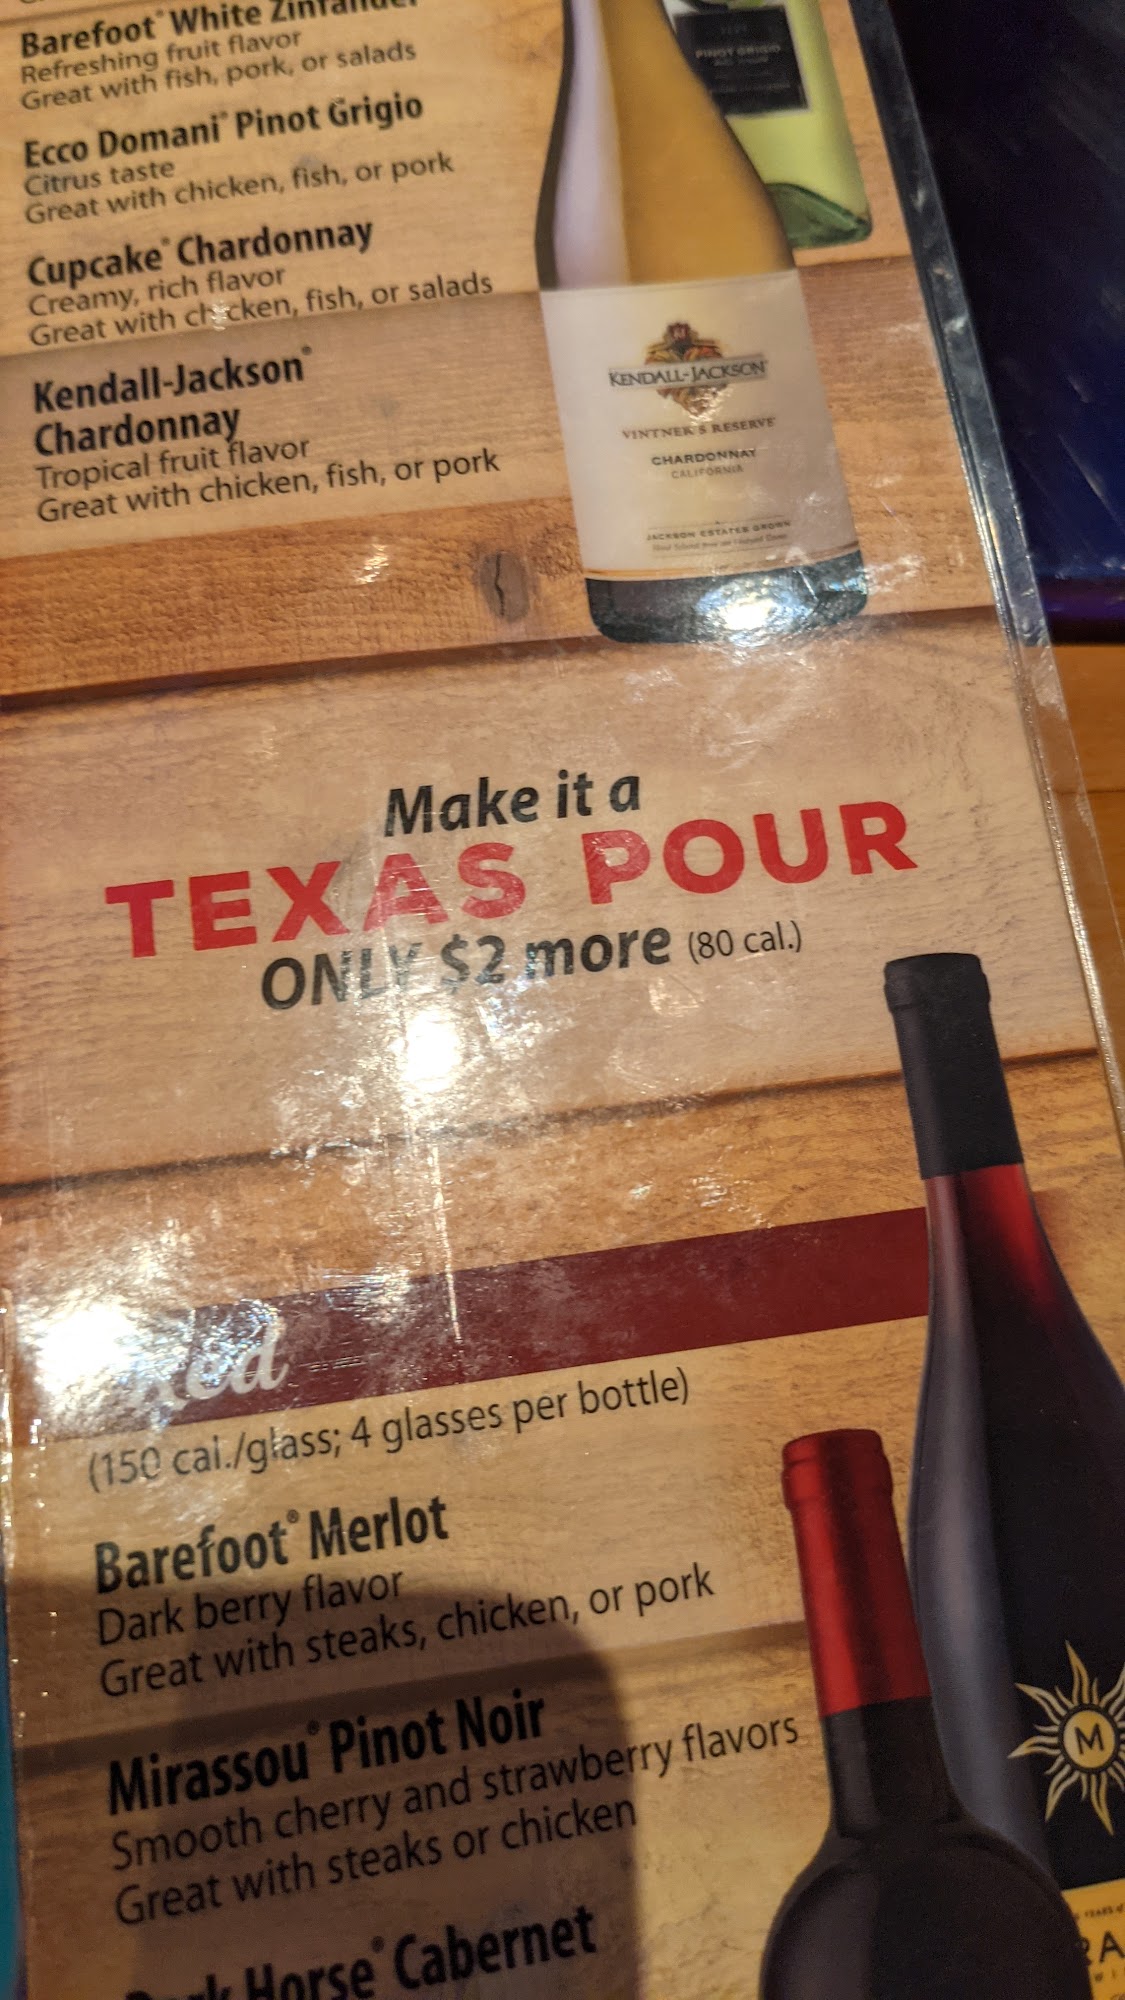 Barefoot® White Zinfandel
Refreshing fruit flavor
Great with fish, pork, or salads
Ecco Domani® Pinot Grigio
Citrus taste
Great with chicken, fish, or pork
Cupcake® Chardonnay
Creamy, rich flavor
Great with chicken, fish, or salads
Kendall-Jackson®
Chardonnay
Tropical fruit flavor
Great with chicken, fish, or pork
PINOT GRIGIO
KENDALL-JACKSON
VINTNER'S RESERVE
CHARDONNAY
CALIFORNIA
JACKSON ESTATES GROWN
Make it a
TEXAS POUR
ONLY $2 more (80 cal.)
Red
(150 cal./glass; 4 glasses per bottle)
Barefoot® Merlot
Dark berry flavor
Great with steaks, chicken, or pork
Mirassou® Pinot Noir
Smooth cherry and strawberry flavors
Great with steaks or chicken
Dark Horse® Cabernet
M